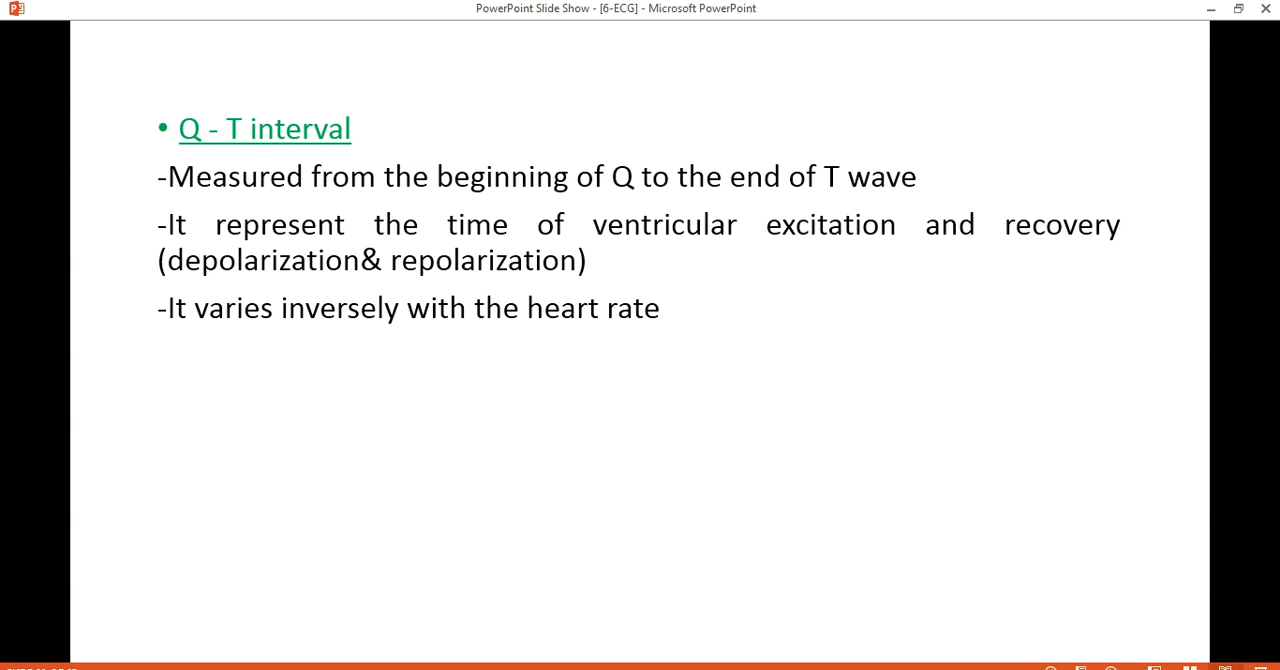 PowerPoint Slide Show - [6-ECG] - Microsoft PowerPoint
• Q - T interval
-Measured from the beginning of Q to the end of T wave
-It represent the time of ventricular excitation and recovery
(depolarization& repolarization)
-It varies inversely with the heart rate